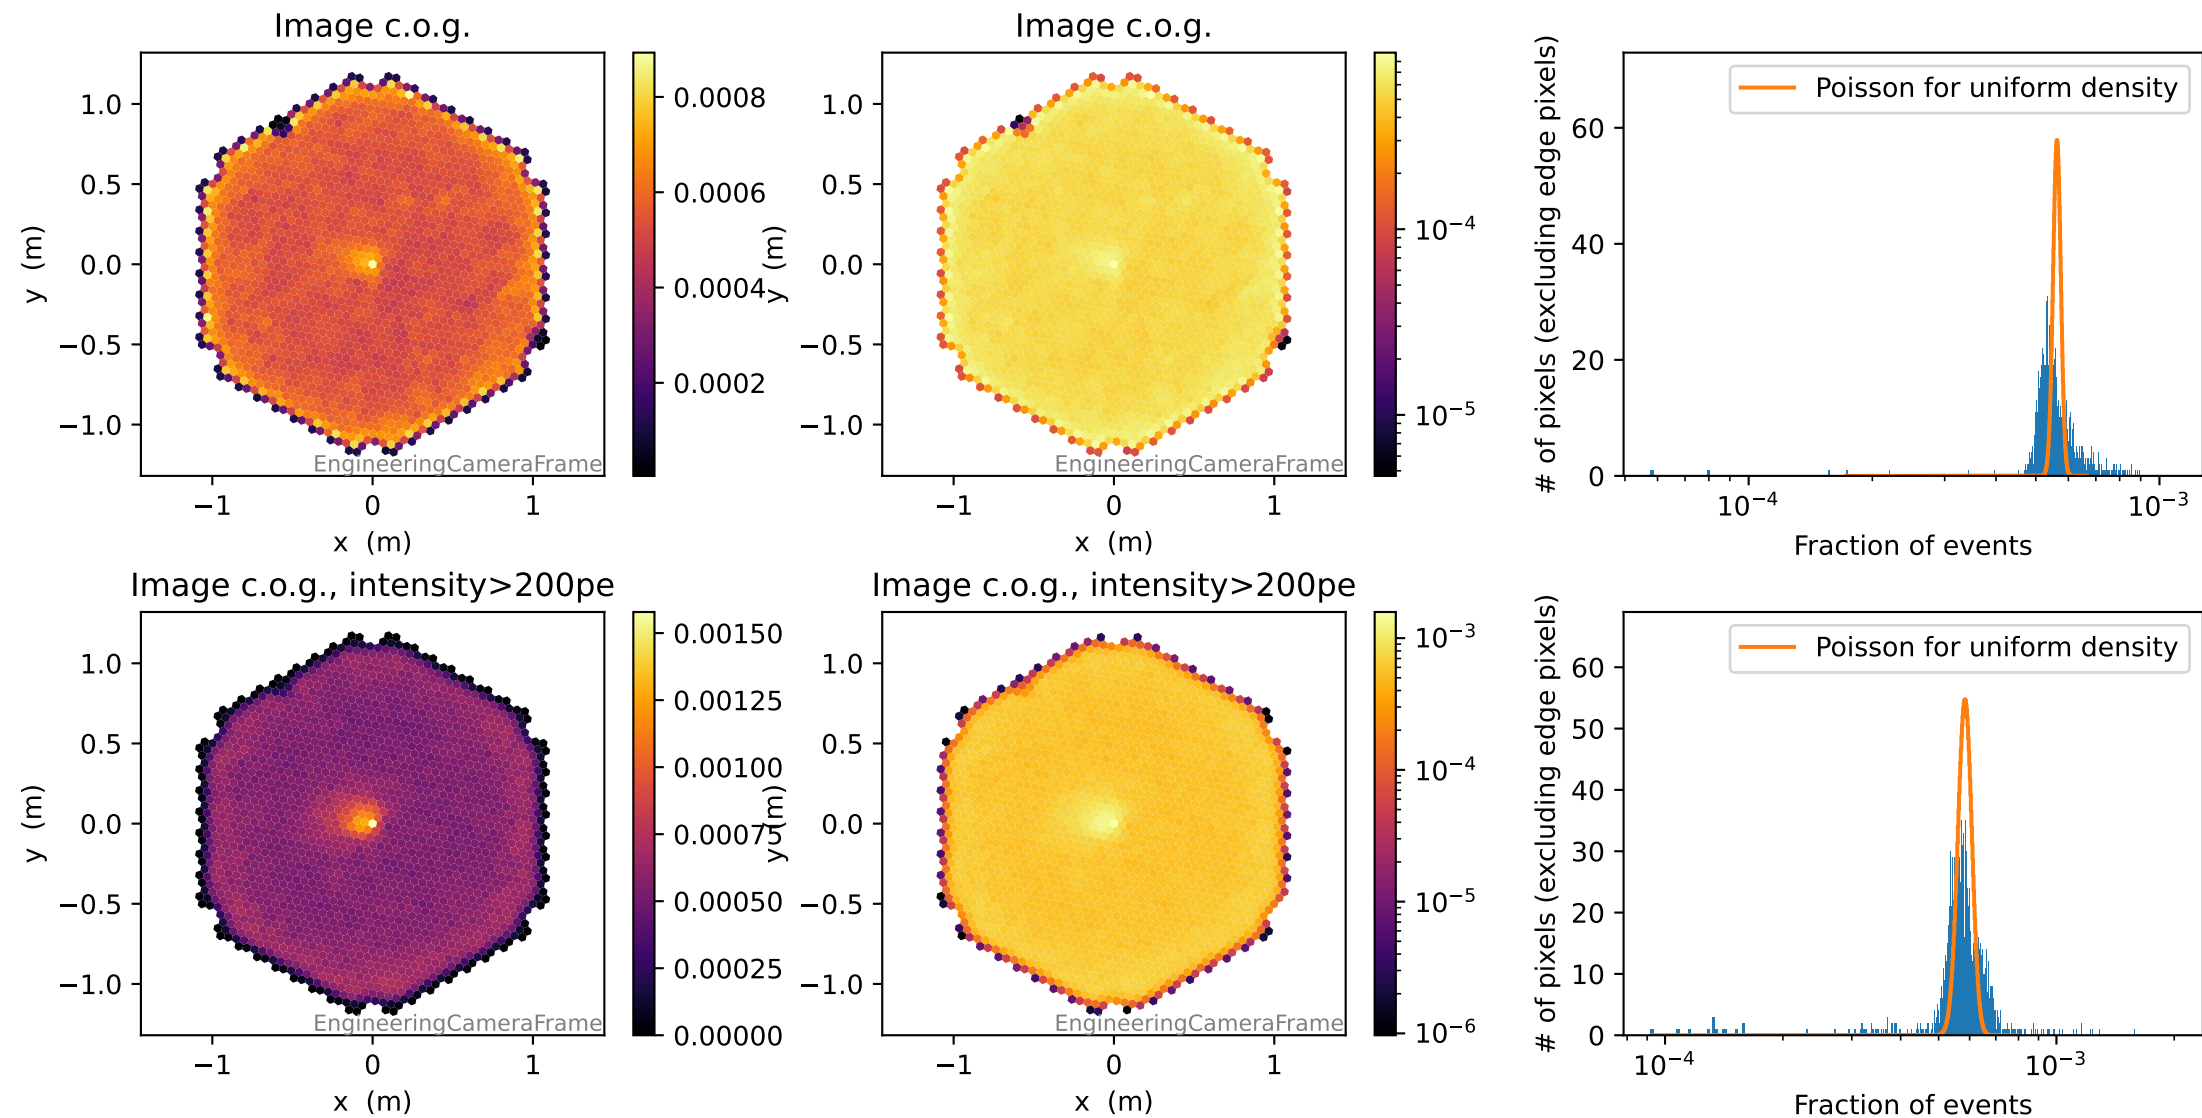 Image c.o.g.
1.0
0.5
0.0
−0.5
−1.0
y (m)
EngineeringCameraFrame
−1 0 1
x (m)
0.0008
0.0006
0.0004
0.0002
Image c.o.g.
1.0
0.5
0.0
−0.5
−1.0
y (m)
EngineeringCameraFrame
−1 0 1
x (m)
10−4
10−5
# of pixels (excluding edge pixels)
60
40
20
0
Poisson for uniform density
10−4 10−3
Fraction of events
Image c.o.g., intensity>200pe
1.0
0.5
0.0
−0.5
−1.0
y (m)
EngineeringCameraFrame
−1 0 1
x (m)
0.00150
0.00125
0.00100
0.00075
0.00050
0.00025
0.00000
Image c.o.g., intensity>200pe
1.0
0.5
0.0
−0.5
−1.0
y (m)
EngineeringCameraFrame
−1 0 1
x (m)
10−3
10−4
10−5
10−6
# of pixels (excluding edge pixels)
60
50
40
30
20
10
0
Poisson for uniform density
10−4 10−3
Fraction of events